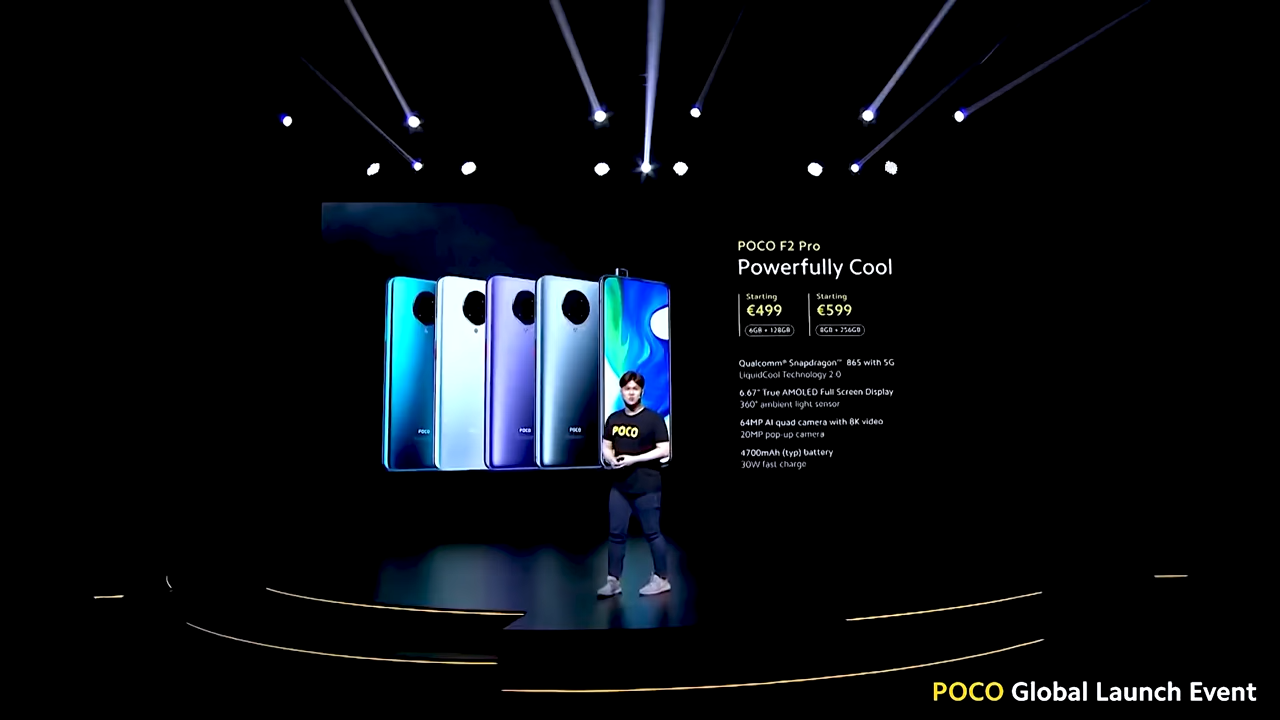 POCO F2 Pro
Powerfully Cool
Starting
€499
6GB + 128GB
Starting
€599
8GB + 256GB
Qualcomm® Snapdragon™ 865 with 5G
LiquidCool Technology 2.0
6.67" True AMOLED Full Screen Display
360° ambient light sensor
64MP AI quad camera with 8K video
20MP pop-up camera
4700mAh (typ) battery
30W fast charge
POCO
POCO
POCO
POCO
POCO Global Launch Event